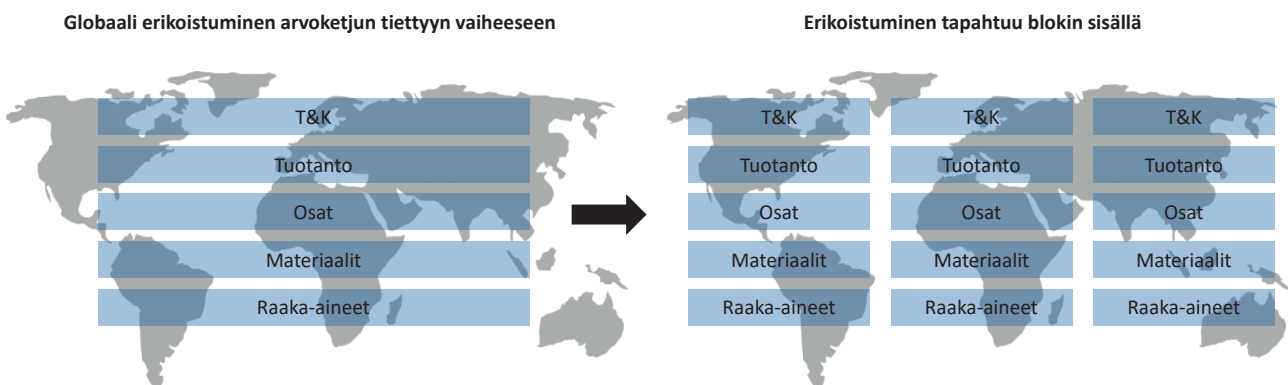 Globaali erikoistuminen arvoketjun tiettyyn vaiheeseen
T&K
Tuotanto
Osat
Materiaalit
Raaka-aineet
Erikoistuminen tapahtuu blokin sisällä
T&K T&K T&K
Tuotanto Tuotanto Tuotanto
Osat Osat Osat
Materiaalit Materiaalit Materiaalit
Raaka-aineet Raaka-aineet Raaka-aineet